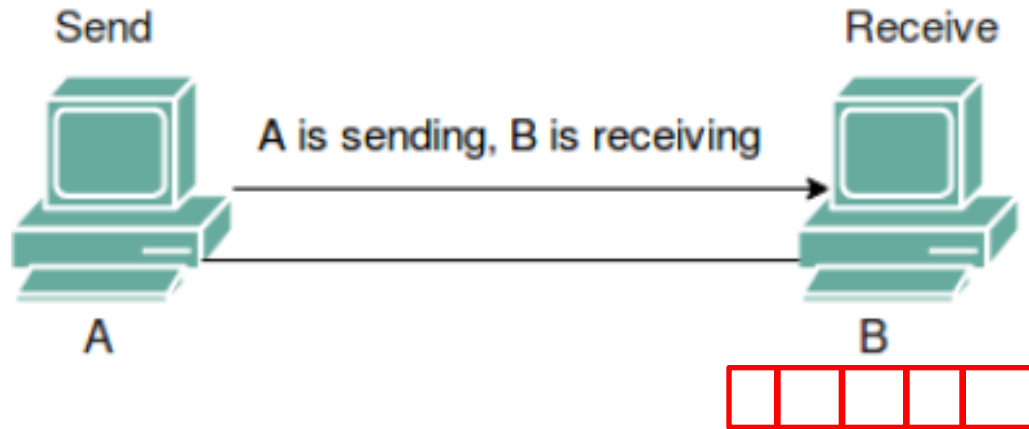 Send
Receive
A is sending, B is receiving
A
B